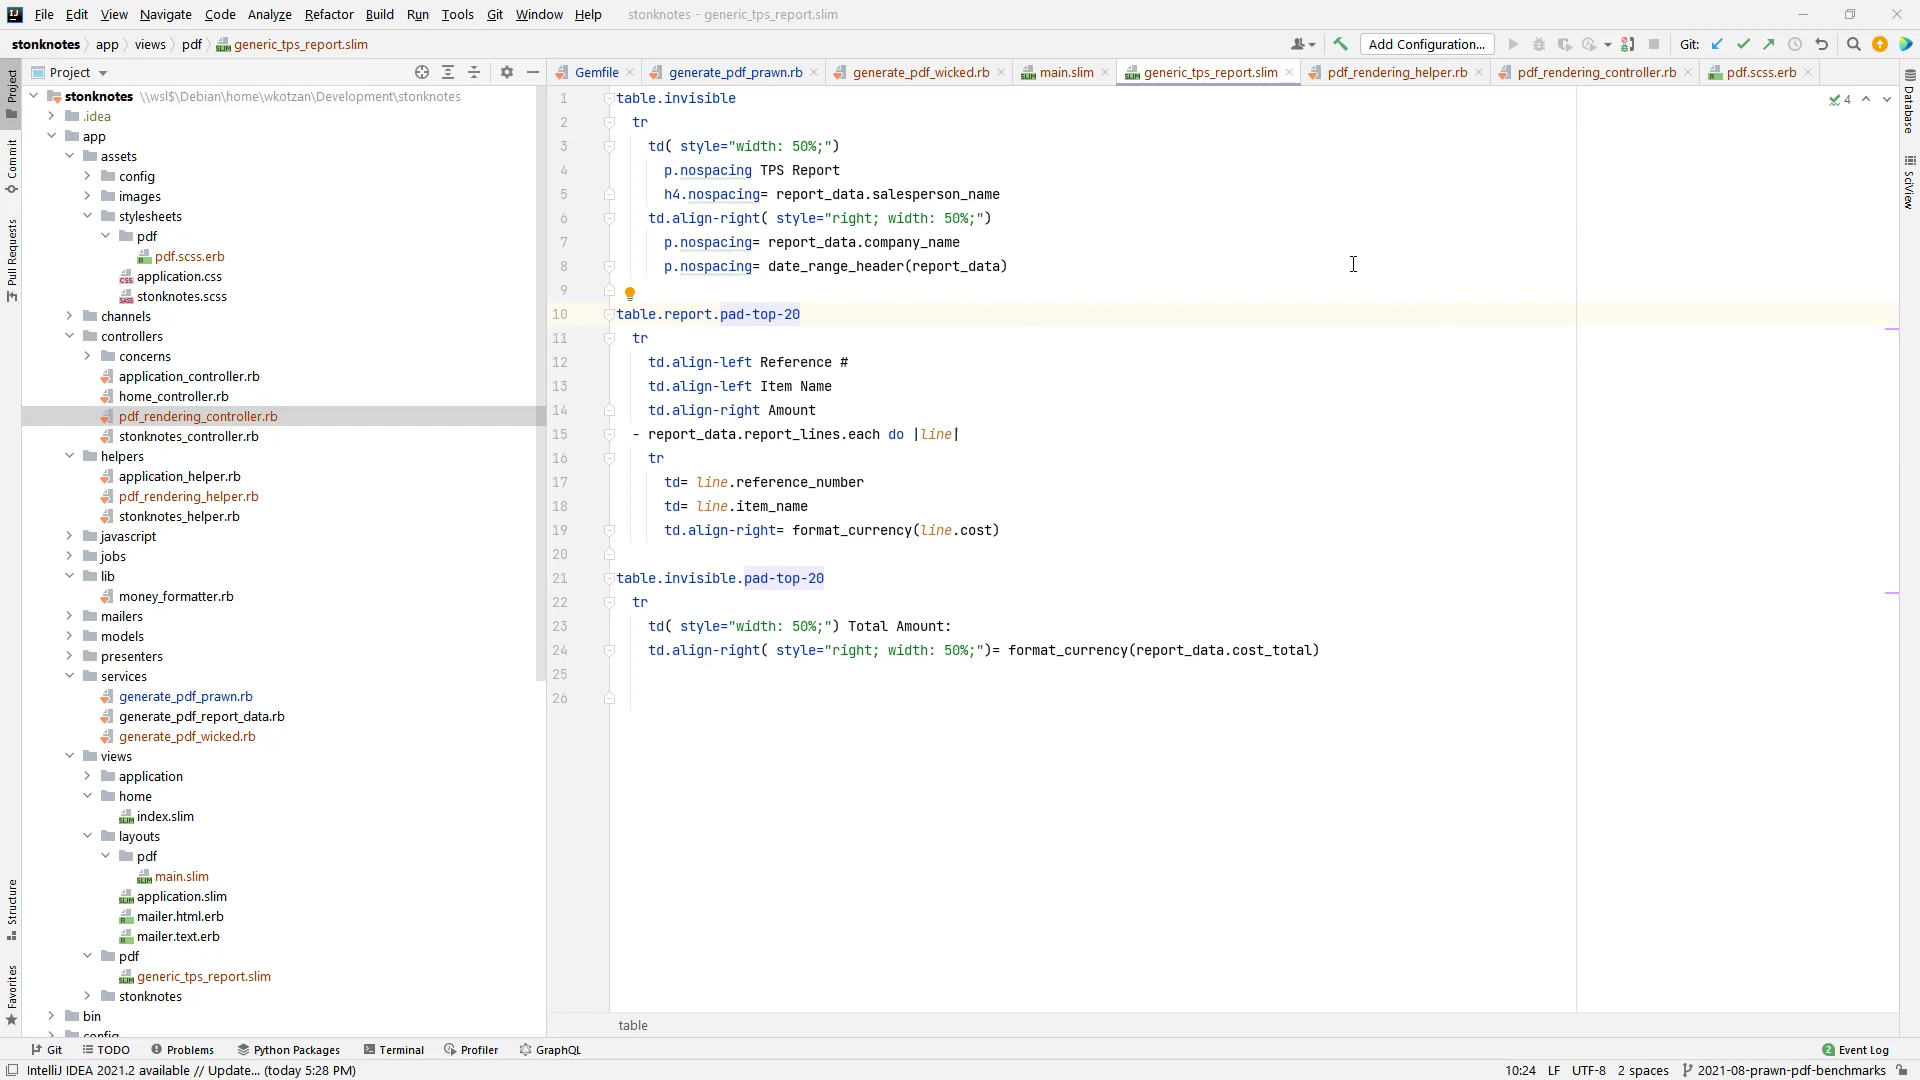 File Edit View Navigate Code Analyze Refactor Build Run Tools Git Window Help stonknotes - generic_tps_report.slim
stonknotes app views pdf generic_tps_report.slim Add Configuration... Git:
Project Gemfile generate_pdf_prawn.rb generate_pdf_wicked.rb main.slim generic_tps_report.slim pdf_rendering_helper.rb pdf_rendering_controller.rb pdf.scss.erb
Project
Commit
Pull Requests
Structure
Favorites
stonknotes \\wsl$\Debian\home\wkotzan\Development\stonknotes
.idea
app
assets
config
images
stylesheets
pdf
pdf.scss.erb
application.css
stonknotes.scss
channels
controllers
concerns
application_controller.rb
home_controller.rb
pdf_rendering_controller.rb
stonknotes_controller.rb
helpers
application_helper.rb
pdf_rendering_helper.rb
stonknotes_helper.rb
javascript
jobs
lib
money_formatter.rb
mailers
models
presenters
services
generate_pdf_prawn.rb
generate_pdf_report_data.rb
generate_pdf_wicked.rb
views
application
home
index.slim
layouts
pdf
main.slim
application.slim
mailer.html.erb
mailer.text.erb
pdf
generic_tps_report.slim
stonknotes
bin
config
1 table.invisible
2 tr
3 td( style="width: 50%;")
4 p.nospacing TPS Report
5 h4.nospacing= report_data.salesperson_name
6 td.align-right( style="right; width: 50%;")
7 p.nospacing= report_data.company_name
8 p.nospacing= date_range_header(report_data)
9
10 table.report.pad-top-20
11 tr
12 td.align-left Reference #
13 td.align-left Item Name
14 td.align-right Amount
15 - report_data.report_lines.each do |line|
16 tr
17 td= line.reference_number
18 td= line.item_name
19 td.align-right= format_currency(line.cost)
20
21 table.invisible.pad-top-20
22 tr
23 td( style="width: 50%;") Total Amount:
24 td.align-right( style="right; width: 50%;")= format_currency(report_data.cost_total)
25
26
4
Database
SciView
table
Git TODO Problems Python Packages Terminal Profiler GraphQL 2 Event Log
IntelliJ IDEA 2021.2 available // Update... (today 5:28 PM) 10:24 LF UTF-8 2 spaces 2021-08-prawn-pdf-benchmarks